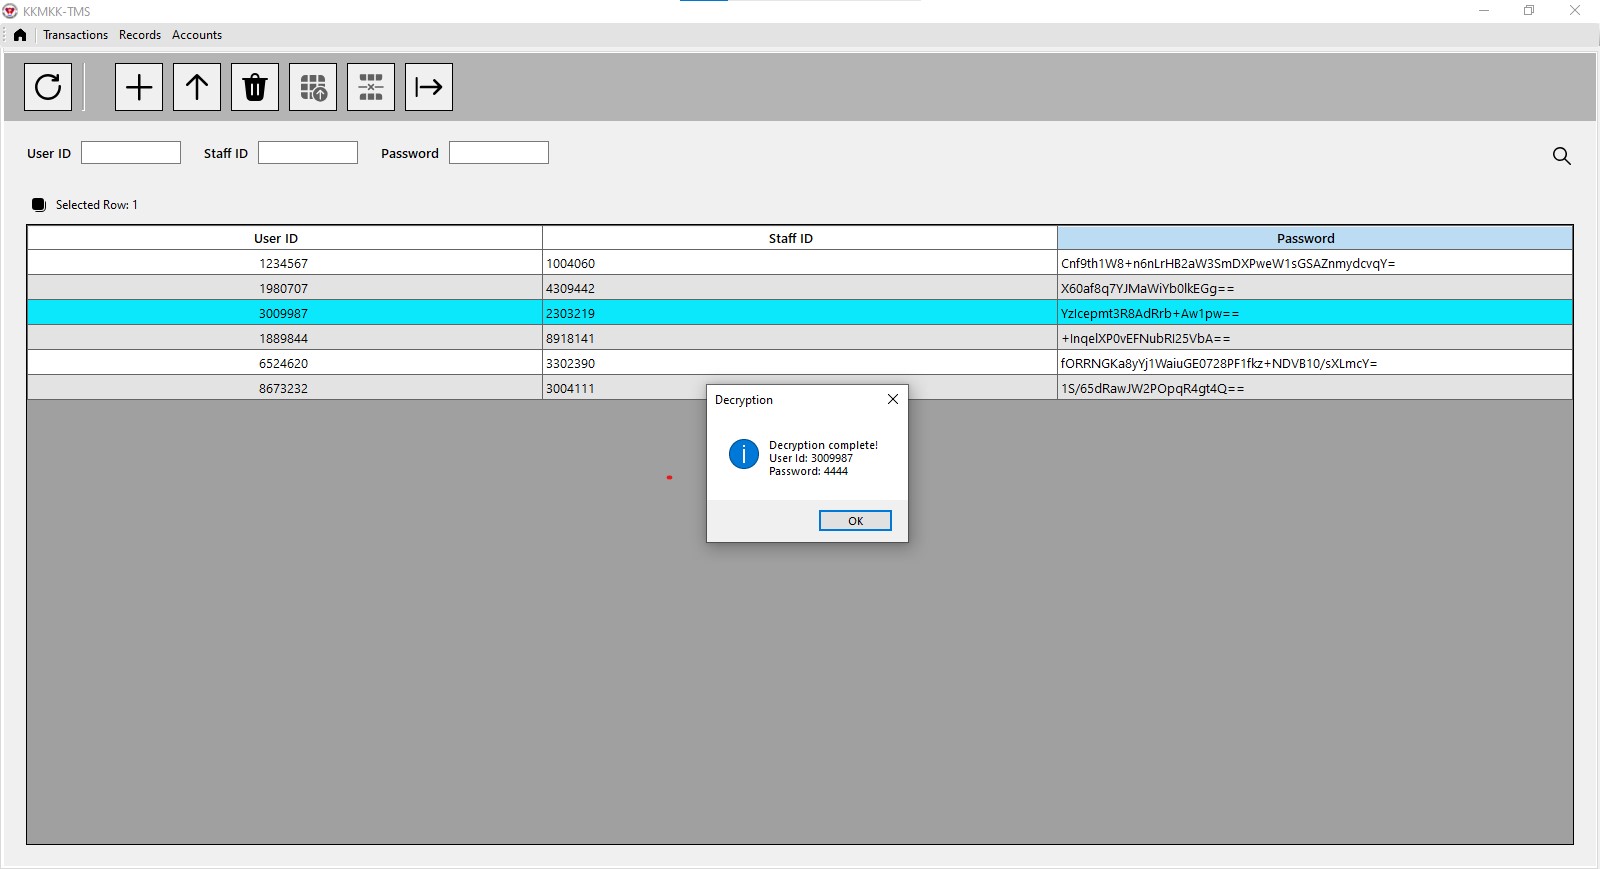 KKMKK-TMS
Transactions Records Accounts
User ID Staff ID Password
Selected Row: 1
User ID Staff ID Password
1234567 1004060 Cnf9th1W8+n6nLrHB2aW3SmDXPweW1sGSAZnmydcvqY=
1980707 4309442 X60af8q7YJMaWiYb0lkEGg==
3009987 2303219 YzIcepmt3R8AdRrb+Aw1pw==
1889844 8918141 +InqelXP0vEFNubRI25VbA==
6524620 3302390 fORRNGKa8yYj1WaiuGE0728PF1fkz+NDVB10/sXLmcY=
8673232 3004111 1S/65dRawJW2POpqR4gt4Q==
Decryption
Decryption complete!
User Id: 3009987
Password: 4444
OK